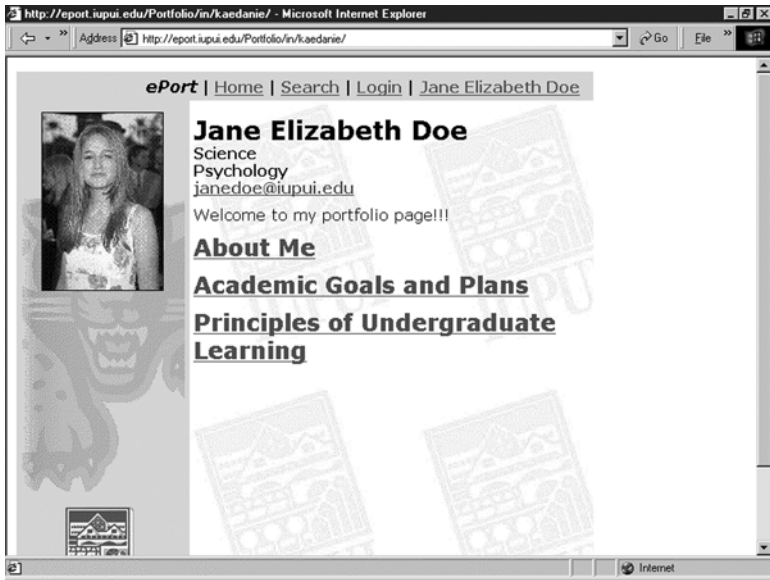 http://eport.iupui.edu/Portfolio/in/kaedanie/ - Microsoft Internet Explorer
Address http://eport.iupui.edu/Portfolio/in/kaedanie/ Go File
ePort | Home | Search | Login | Jane Elizabeth Doe
Jane Elizabeth Doe
Science
Psychology
janedoe@iupui.edu
Welcome to my portfolio page!!!
About Me
Academic Goals and Plans
Principles of Undergraduate
Learning
IUPUI
IUPUI
Internet